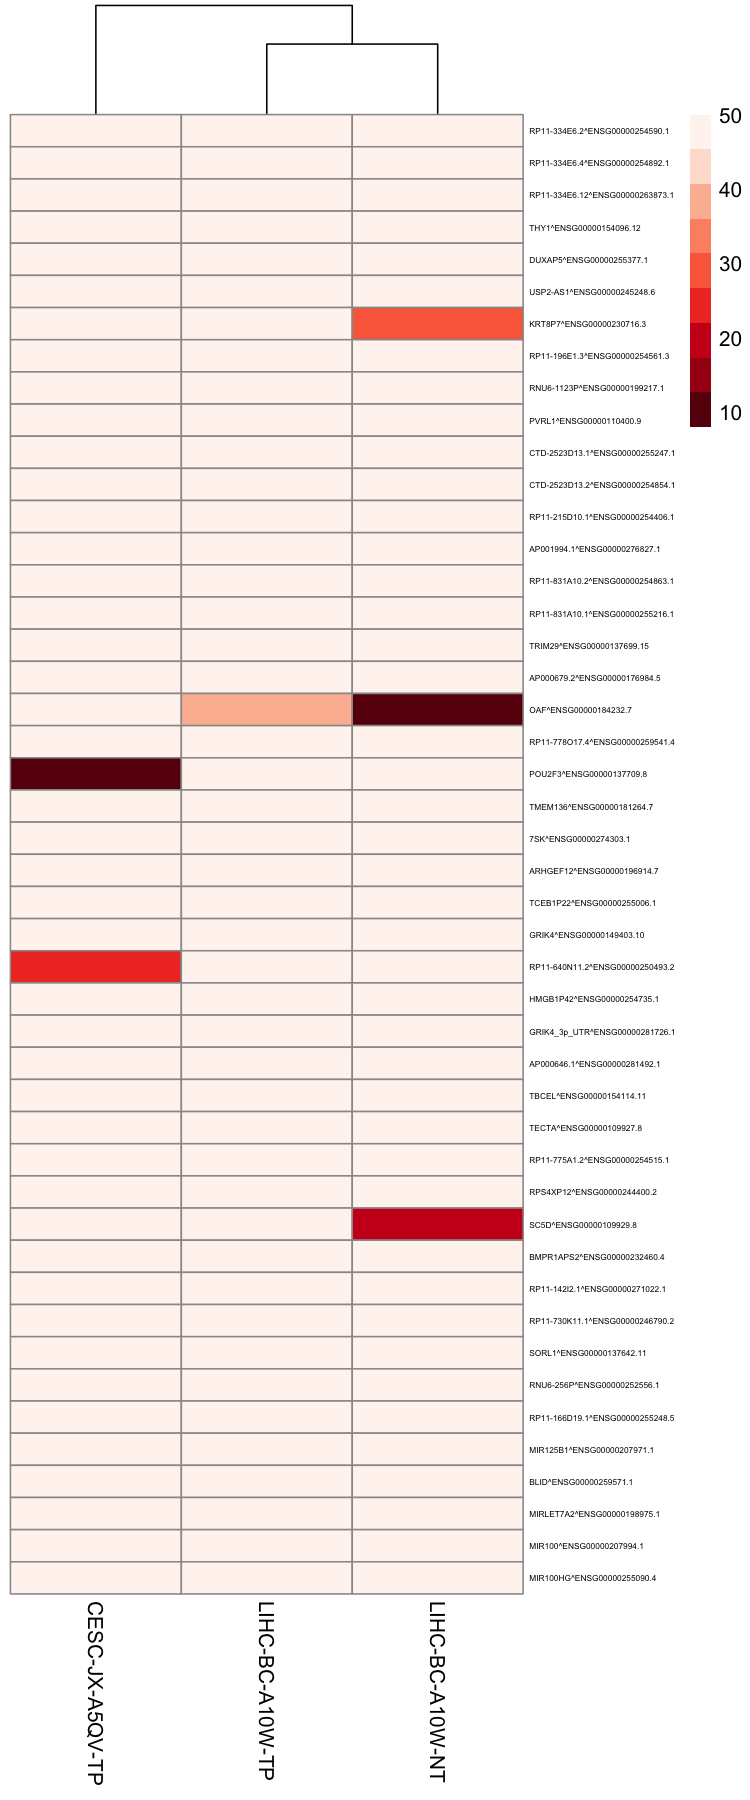 RP11-334E6.2^ENSG00000254590.1
RP11-334E6.4^ENSG00000254892.1
RP11-334E6.12^ENSG00000263873.1
THY1^ENSG00000154096.12
DUXAP5^ENSG00000255377.1
USP2-AS1^ENSG00000245248.6
KRT8P7^ENSG00000230716.3
RP11-196E1.3^ENSG00000254561.3
RNU6-1123P^ENSG00000199217.1
PVRL1^ENSG00000110400.9
CTD-2523D13.1^ENSG00000255247.1
CTD-2523D13.2^ENSG00000254854.1
RP11-215D10.1^ENSG00000254406.1
AP001994.1^ENSG00000276827.1
RP11-831A10.2^ENSG00000254863.1
RP11-831A10.1^ENSG00000255216.1
TRIM29^ENSG00000137699.15
AP000679.2^ENSG00000176984.5
OAF^ENSG00000184232.7
RP11-778O17.4^ENSG00000259541.4
POU2F3^ENSG00000137709.8
TMEM136^ENSG00000181264.7
7SK^ENSG00000274303.1
ARHGEF12^ENSG00000196914.7
TCEB1P22^ENSG00000255006.1
GRIK4^ENSG00000149403.10
RP11-640N11.2^ENSG00000250493.2
HMGB1P42^ENSG00000254735.1
GRIK4_3p_UTR^ENSG00000281726.1
AP000646.1^ENSG00000281492.1
TBCEL^ENSG00000154114.11
TECTA^ENSG00000109927.8
RP11-775A1.2^ENSG00000254515.1
RPS4XP12^ENSG00000244400.2
SC5D^ENSG00000109929.8
BMPR1APS2^ENSG00000232460.4
RP11-142I2.1^ENSG00000271022.1
RP11-730K11.1^ENSG00000246790.2
SORL1^ENSG00000137642.11
RNU6-256P^ENSG00000252556.1
RP11-166D19.1^ENSG00000255248.5
MIR125B1^ENSG00000207971.1
BLID^ENSG00000259571.1
MIRLET7A2^ENSG00000198975.1
MIR100^ENSG00000207994.1
MIR100HG^ENSG00000255090.4
50
40
30
20
10
CESC-JX-A5QV-TP
LIHC-BC-A10W-TP
LIHC-BC-A10W-NT